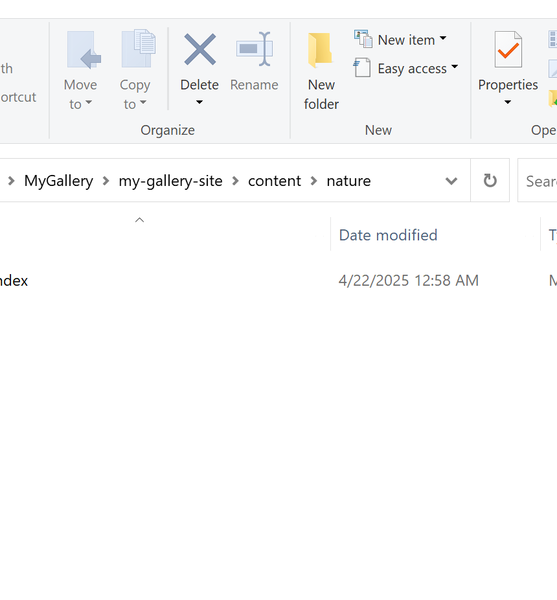 th
ortcut
Move
to
Copy
to
Delete
Rename
Organize
New
folder
New item
Easy access
New
Properties
Ope
MyGallery
my-gallery-site
content
nature
Sear
Date modified
T
ndex
4/22/2025 12:58 AM
M